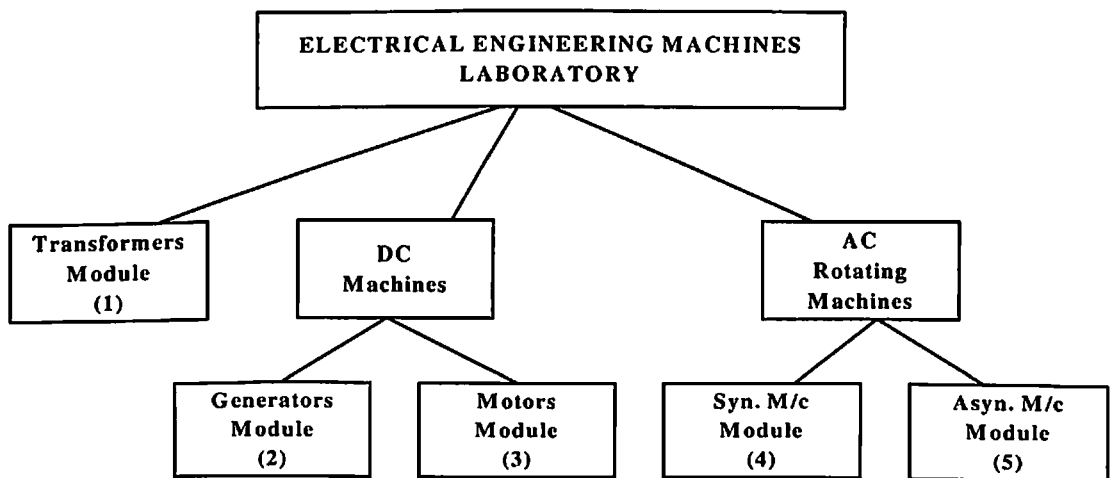 ELECTRICAL ENGINEERING MACHINES
LABORATORY
Transformers
Module
(1)
DC
Machines
AC
Rotating
Machines
Generators
Module
(2)
Motors
Module
(3)
Syn. M/c
Module
(4)
Asyn. M/c
Module
(5)